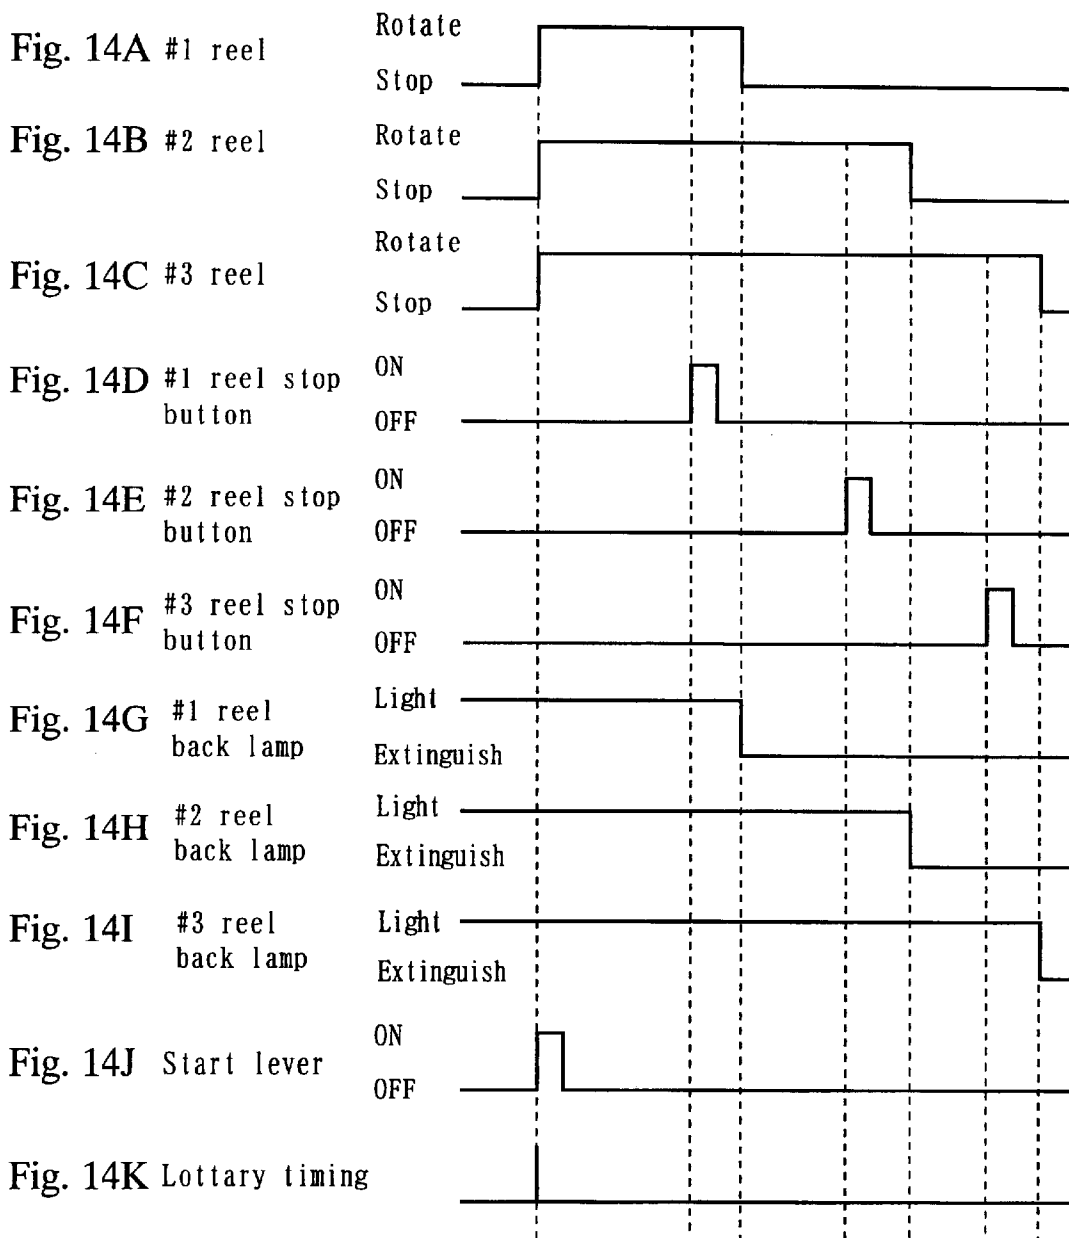 Rotate
Fig. 14A #1 reel
Stop
Fig. 14B #2 reel Rotate
Stop
Rotate
Fig. 14C #3 reel
Stop
Fig. 14D #1 reel stop ON
button OFF
Fig. 14E #2 reel stop ON
button OFF
Fig. 14F #3 reel stop ON
button OFF
Fig. 14G #1 reel Light
back lamp Extinguish
Fig. 14H #2 reel Light
back lamp Extinguish
Fig. 14I #3 reel Light
back lamp Extinguish
ON
Fig. 14J Start lever
OFF
Fig. 14K Lottary timing